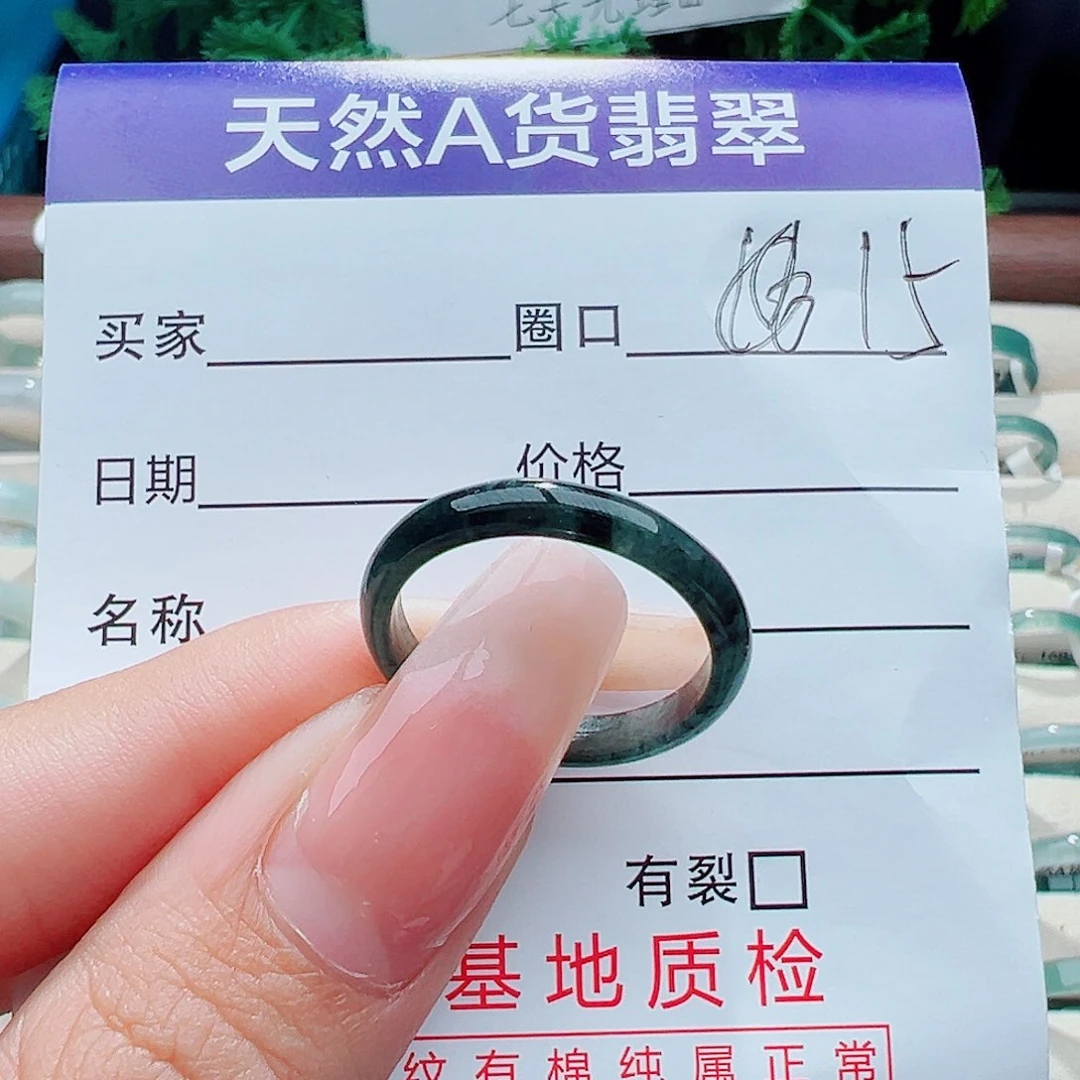 天然A货翡翠
买家 圈口 15
日期 价格
名称
有裂□
基地质检
纹有棉纯属正常